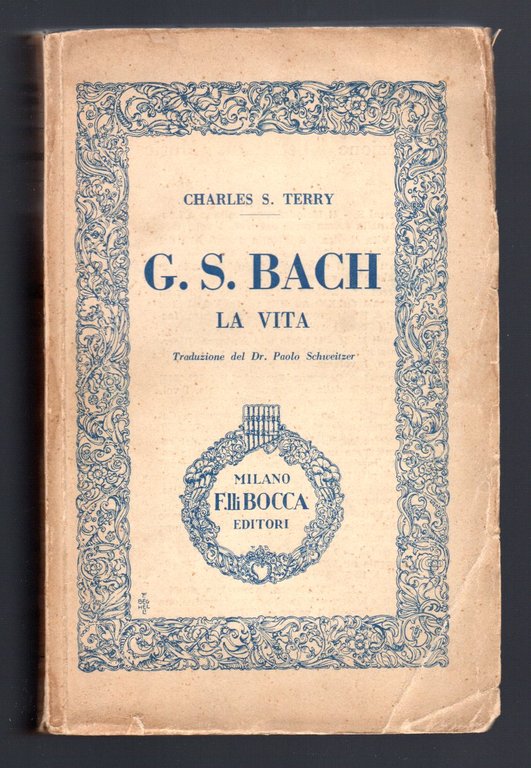 CHARLES S. TERRY
G. S. BACH
LA VITA
Traduzione del Dr. Paolo Schweitzer
MILANO
F.lli BOCCA
EDITORI